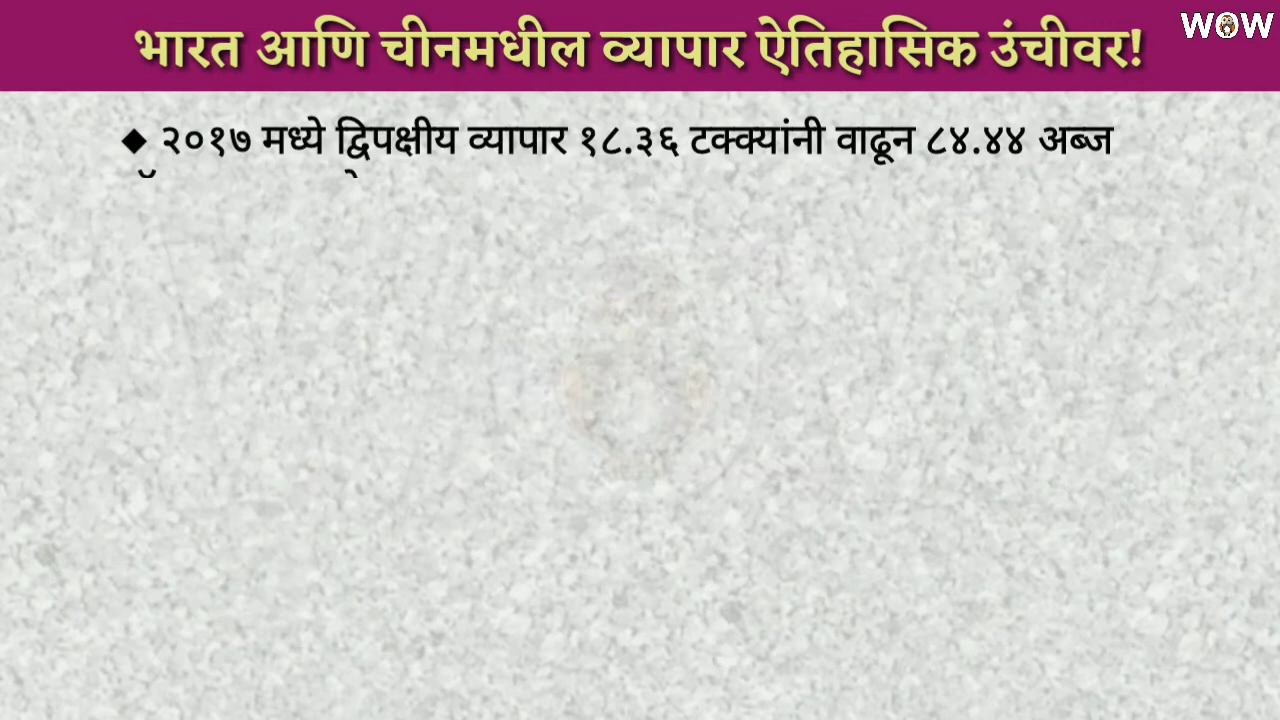 भारत आणि चीनमधील व्यापार ऐतिहासिक उंचीवर!
WOW
◆ २०१७ मध्ये द्विपक्षीय व्यापार १८.३६ टक्क्यांनी वाढून ८४.४४ अब्ज